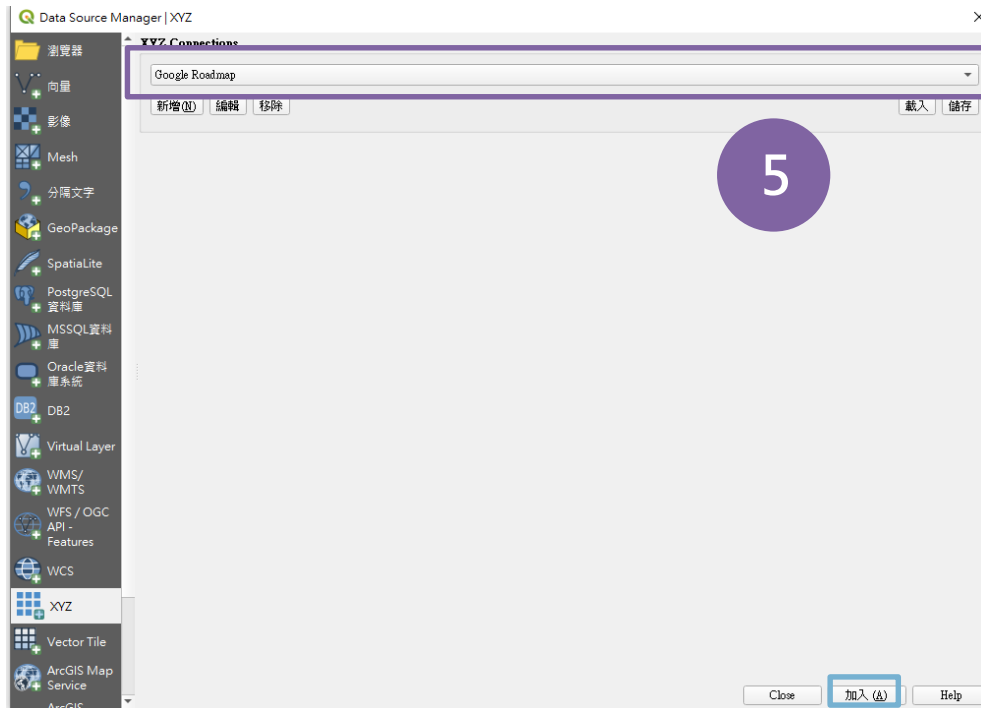 Data Source Manager | XYZ
瀏覽器
向量
影像
Mesh
分隔文字
GeoPackage
SpatiaLite
PostgreSQL
資料庫
MSSQL資料
庫
Oracle資料
庫系統
DB2
DB2
Virtual Layer
WMS/
WMTS
WFS / OGC
API -
Features
WCS
XYZ
Vector Tile
ArcGIS Map
Service
ArcGIS
XYZ Connections
Google Roadmap
新增(N) 編輯 移除 載入 儲存
5
Close 加入 (A) Help